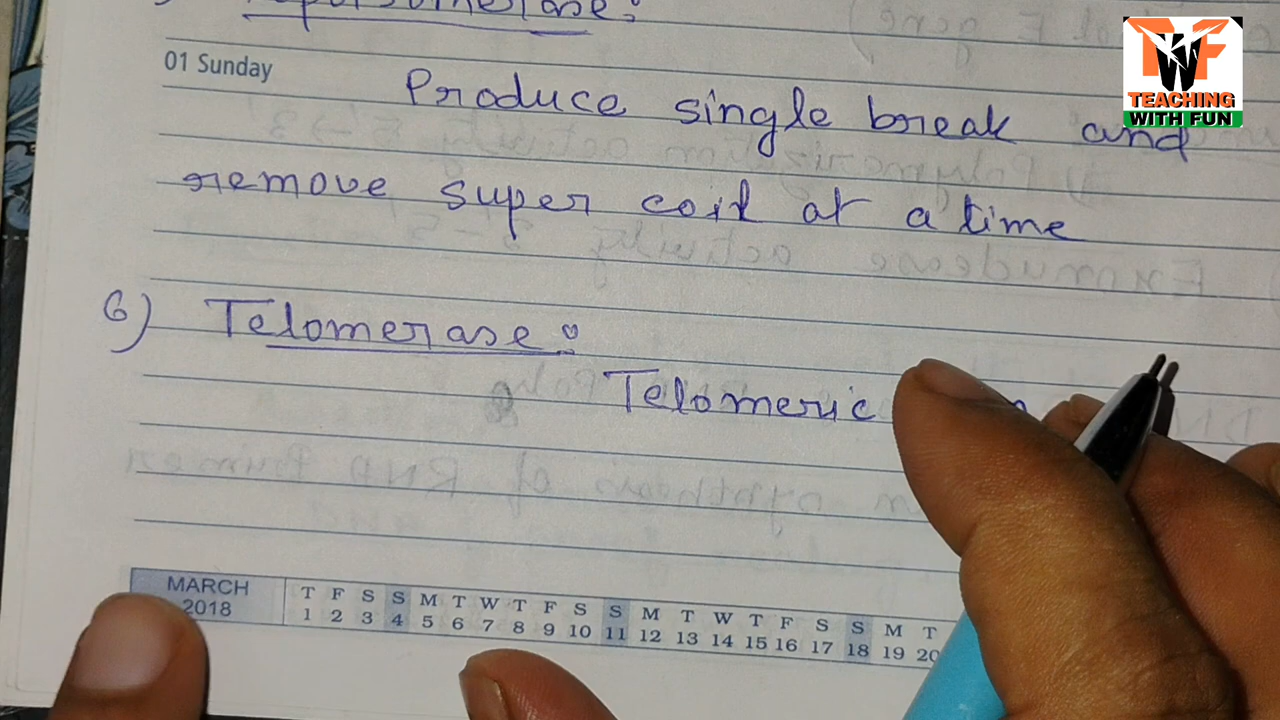 01 Sunday
Produce single break and
remove super coil at a time
6) Telomerase :
Telomeric
MARCH 2018
T F S S M T W T F S S M T W T F S S M T
1 2 3 4 5 6 7 8 9 10 11 12 13 14 15 16 17 18 19 20
TWF
TEACHING
WITH FUN